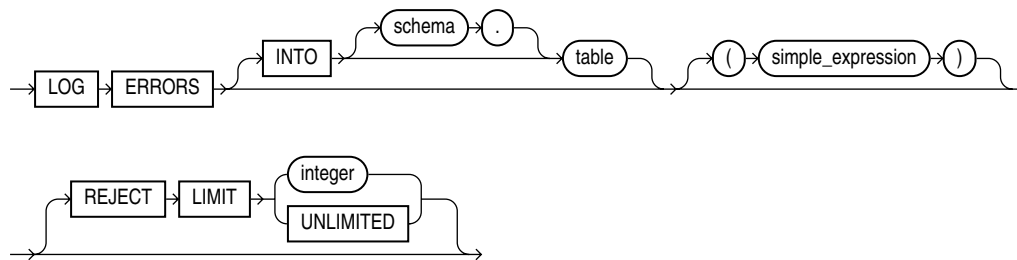 schema .
INTO table ( simple_expression )
LOG ERRORS
REJECT LIMIT integer
UNLIMITED